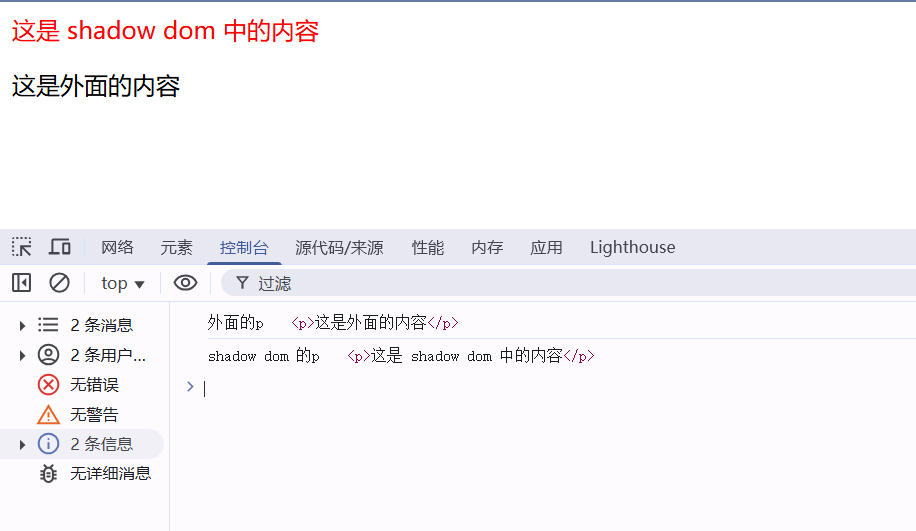 这是 shadow dom 中的内容
这是外面的内容
网络 元素 控制台 源代码/来源 性能 内存 应用 Lighthouse
top 过滤
2 条消息
2 条用户...
无错误
无警告
2 条信息
无详细消息
外面的p <p>这是外面的内容</p>
shadow dom 的p <p>这是 shadow dom 中的内容</p>